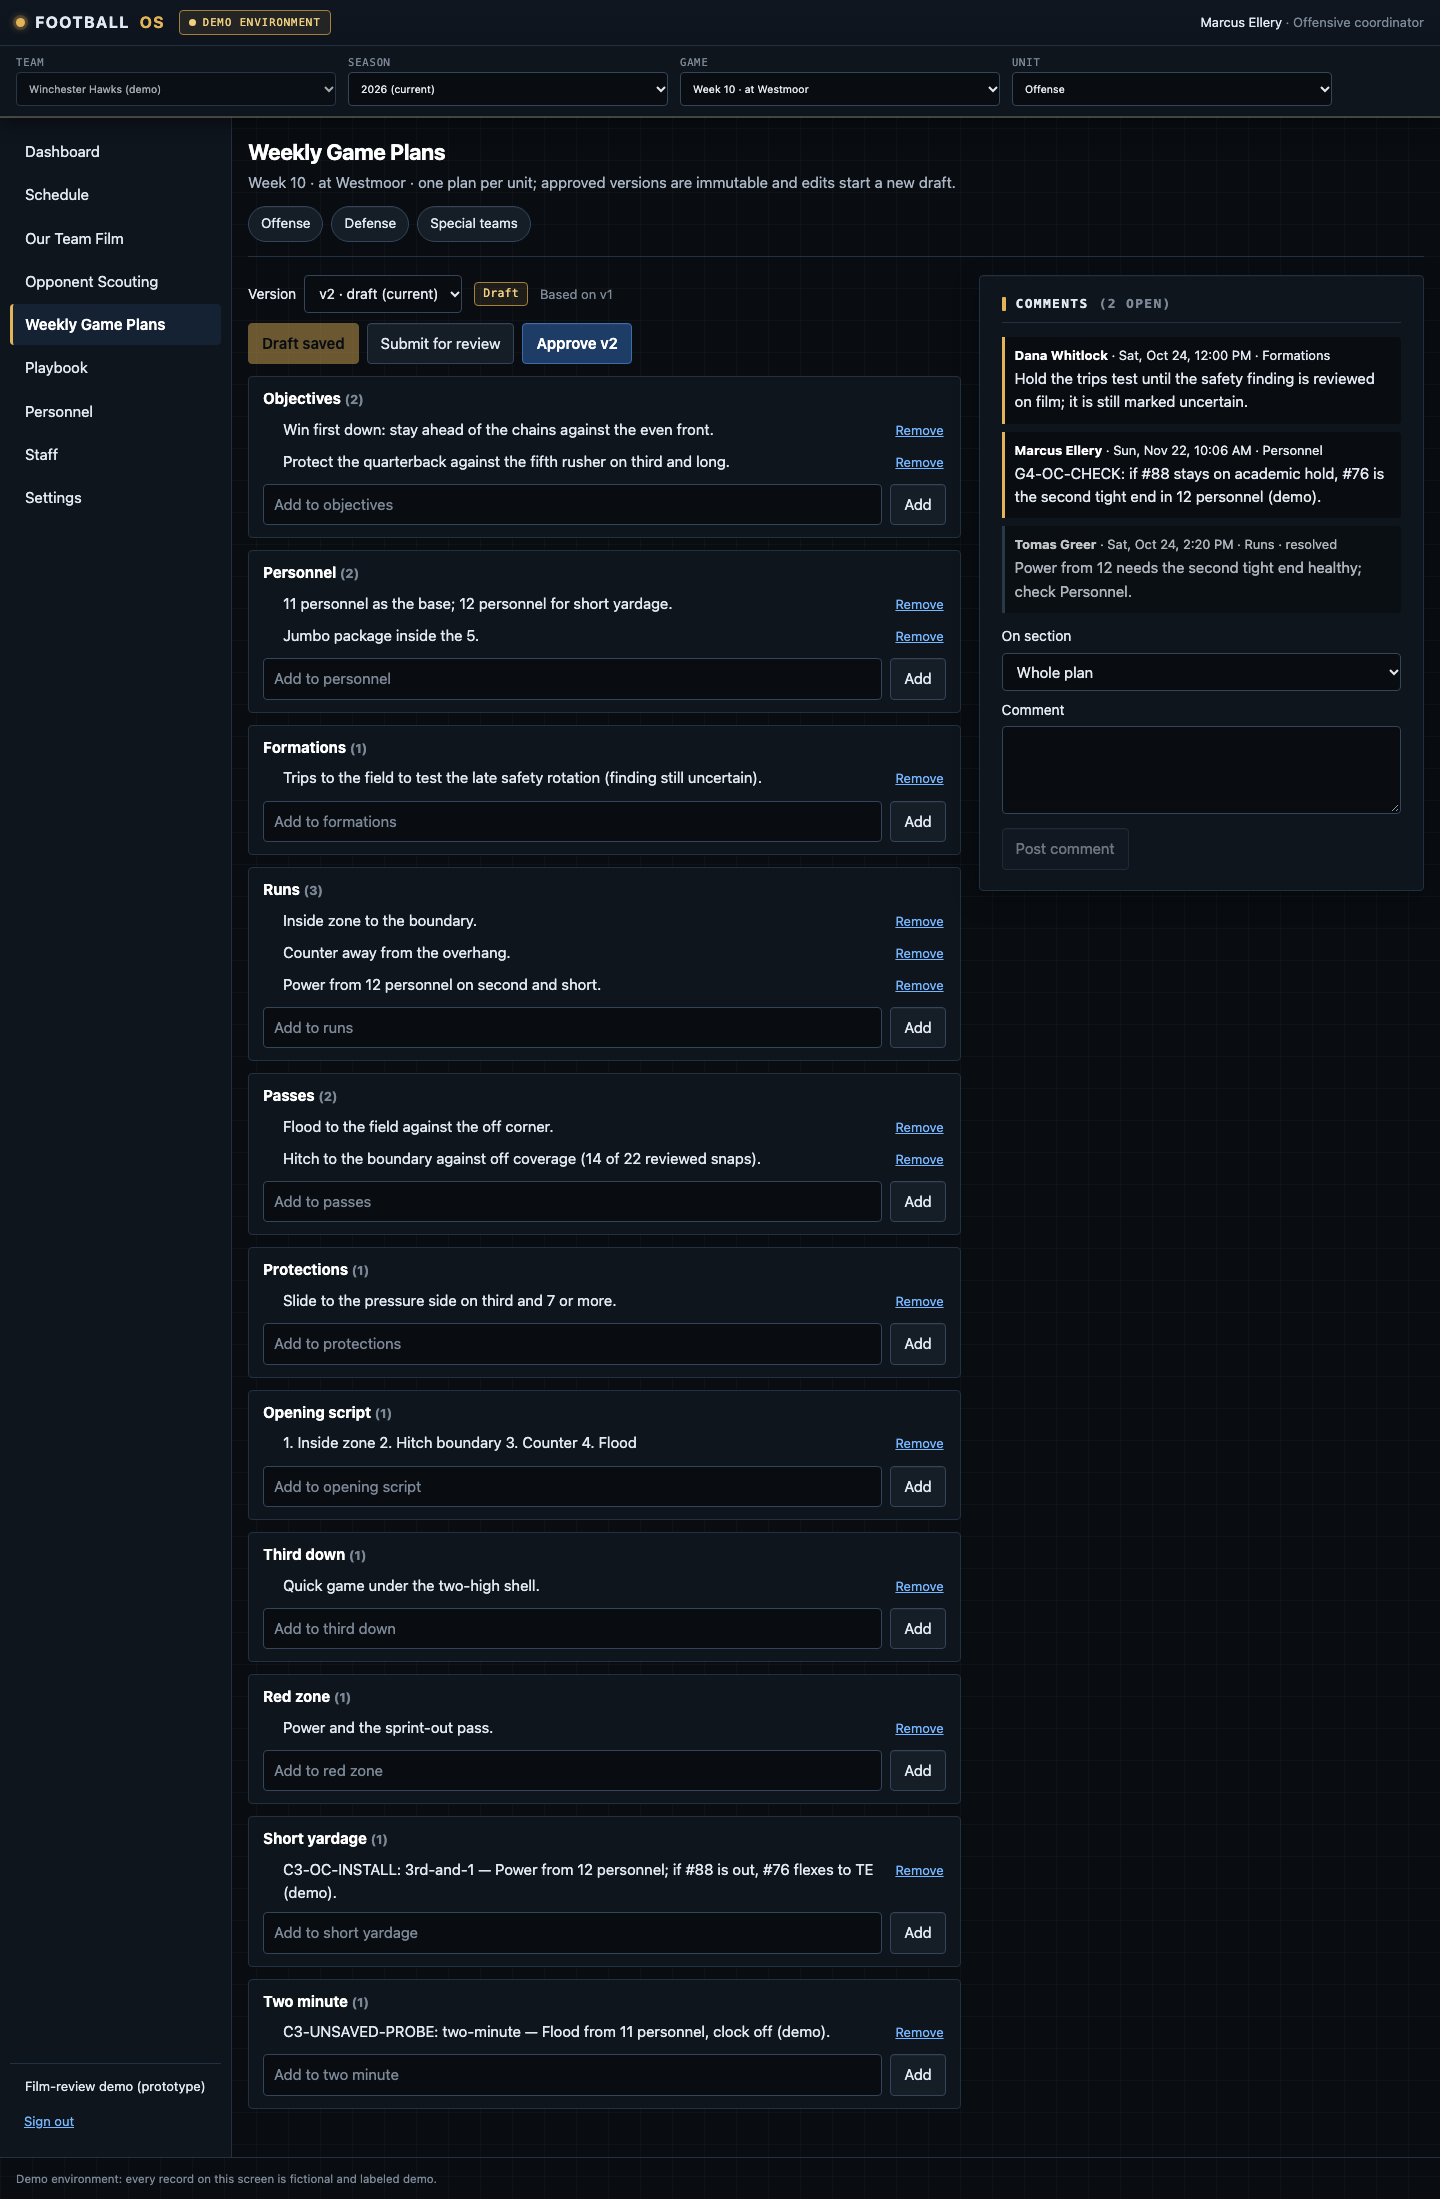 FOOTBALL OS
DEMO ENVIRONMENT
Marcus Ellery · Offensive coordinator
TEAM
Winchester Hawks (demo)
SEASON
2026 (current)
GAME
Week 10 · at Westmoor
UNIT
Offense
Dashboard
Schedule
Our Team Film
Opponent Scouting
Weekly Game Plans
Playbook
Personnel
Staff
Settings
Film-review demo (prototype)
Sign out
Weekly Game Plans
Week 10 · at Westmoor · one plan per unit; approved versions are immutable and edits start a new draft.
Offense
Defense
Special teams
Version
v2 · draft (current)
Draft
Based on v1
Draft saved
Submit for review
Approve v2
Objectives (2)
Win first down: stay ahead of the chains against the even front.
Remove
Protect the quarterback against the fifth rusher on third and long.
Remove
Add to objectives
Add
Personnel (2)
11 personnel as the base; 12 personnel for short yardage.
Remove
Jumbo package inside the 5.
Remove
Add to personnel
Add
Formations (1)
Trips to the field to test the late safety rotation (finding still uncertain).
Remove
Add to formations
Add
Runs (3)
Inside zone to the boundary.
Remove
Counter away from the overhang.
Remove
Power from 12 personnel on second and short.
Remove
Add to runs
Add
Passes (2)
Flood to the field against the off corner.
Remove
Hitch to the boundary against off coverage (14 of 22 reviewed snaps).
Remove
Add to passes
Add
Protections (1)
Slide to the pressure side on third and 7 or more.
Remove
Add to protections
Add
Opening script (1)
1. Inside zone 2. Hitch boundary 3. Counter 4. Flood
Remove
Add to opening script
Add
Third down (1)
Quick game under the two-high shell.
Remove
Add to third down
Add
Red zone (1)
Power and the sprint-out pass.
Remove
Add to red zone
Add
Short yardage (1)
C3-OC-INSTALL: 3rd-and-1 — Power from 12 personnel; if #88 is out, #76 flexes to TE
(demo).
Remove
Add to short yardage
Add
Two minute (1)
C3-UNSAVED-PROBE: two-minute — Flood from 11 personnel, clock off (demo).
Remove
Add to two minute
Add
COMMENTS (2 OPEN)
Dana Whitlock · Sat, Oct 24, 12:00 PM · Formations
Hold the trips test until the safety finding is reviewed
on film; it is still marked uncertain.
Marcus Ellery · Sun, Nov 22, 10:06 AM · Personnel
G4-OC-CHECK: if #88 stays on academic hold, #76 is
the second tight end in 12 personnel (demo).
Tomas Greer · Sat, Oct 24, 2:20 PM · Runs · resolved
Power from 12 needs the second tight end healthy;
check Personnel.
On section
Whole plan
Comment
Post comment
Demo environment: every record on this screen is fictional and labeled demo.